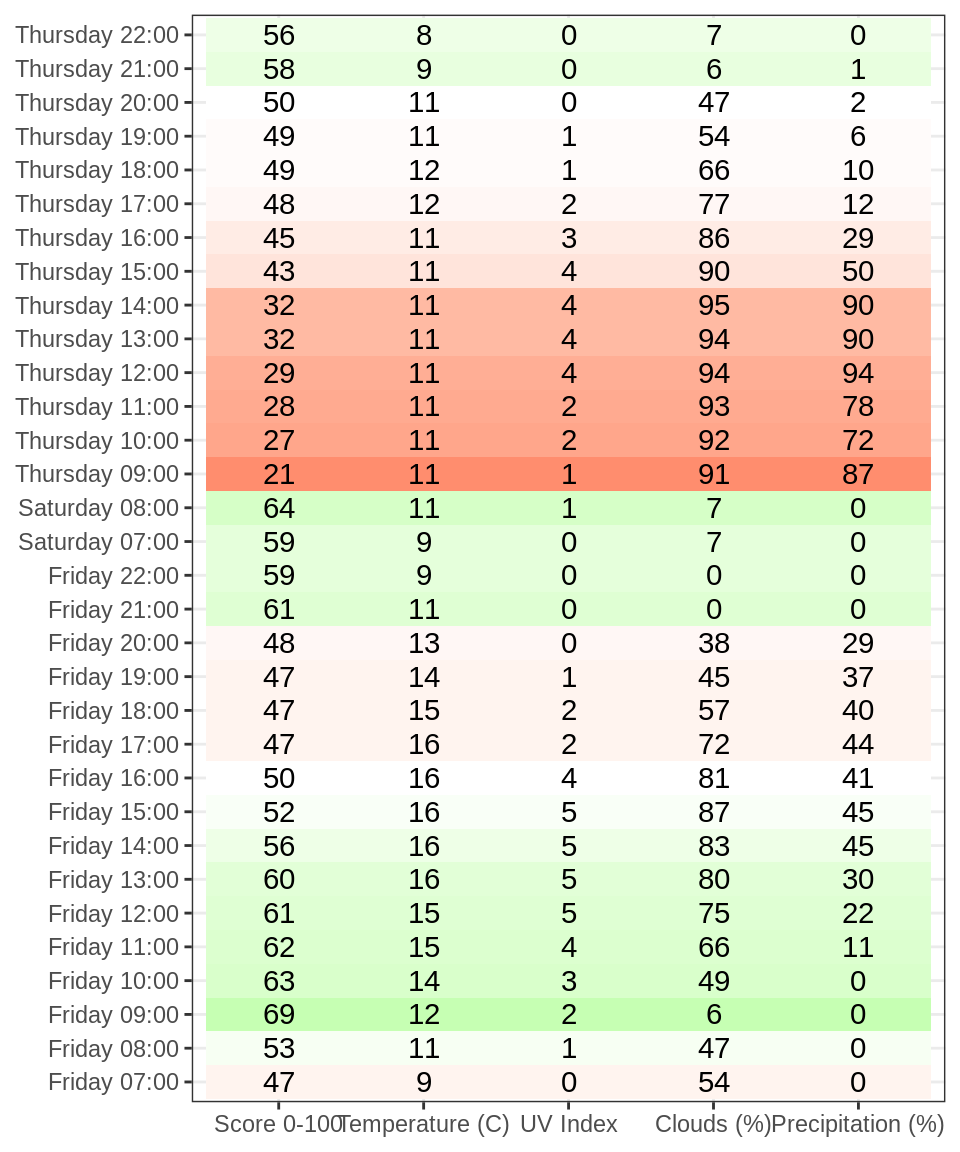 Thursday 22:00 56 8 0 7 0
Thursday 21:00 58 9 0 6 1
Thursday 20:00 50 11 0 47 2
Thursday 19:00 49 11 1 54 6
Thursday 18:00 49 12 1 66 10
Thursday 17:00 48 12 2 77 12
Thursday 16:00 45 11 3 86 29
Thursday 15:00 43 11 4 90 50
Thursday 14:00 32 11 4 95 90
Thursday 13:00 32 11 4 94 90
Thursday 12:00 29 11 4 94 94
Thursday 11:00 28 11 2 93 78
Thursday 10:00 27 11 2 92 72
Thursday 09:00 21 11 1 91 87
Saturday 08:00 64 11 1 7 0
Saturday 07:00 59 9 0 7 0
Friday 22:00 59 9 0 0 0
Friday 21:00 61 11 0 0 0
Friday 20:00 48 13 0 38 29
Friday 19:00 47 14 1 45 37
Friday 18:00 47 15 2 57 40
Friday 17:00 47 16 2 72 44
Friday 16:00 50 16 4 81 41
Friday 15:00 52 16 5 87 45
Friday 14:00 56 16 5 83 45
Friday 13:00 60 16 5 80 30
Friday 12:00 61 15 5 75 22
Friday 11:00 62 15 4 66 11
Friday 10:00 63 14 3 49 0
Friday 09:00 69 12 2 6 0
Friday 08:00 53 11 1 47 0
Friday 07:00 47 9 0 54 0
Score 0-100 Temperature (C) UV Index Clouds (%) Precipitation (%)